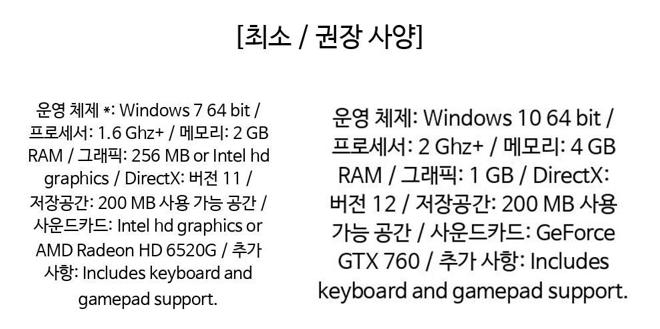 [최소 / 권장 사양]
운영 체제 *: Windows 7 64 bit /
프로세서: 1.6 Ghz+ / 메모리: 2 GB
RAM / 그래픽: 256 MB or Intel hd
graphics / DirectX: 버전 11 /
저장공간: 200 MB 사용 가능 공간 /
사운드카드: Intel hd graphics or
AMD Radeon HD 6520G / 추가
사항: Includes keyboard and
gamepad support.
운영 체제: Windows 10 64 bit /
프로세서: 2 Ghz+ / 메모리: 4 GB
RAM / 그래픽: 1 GB / DirectX:
버전 12 / 저장공간: 200 MB 사용
가능 공간 / 사운드카드: GeForce
GTX 760 / 추가 사항: Includes
keyboard and gamepad support.